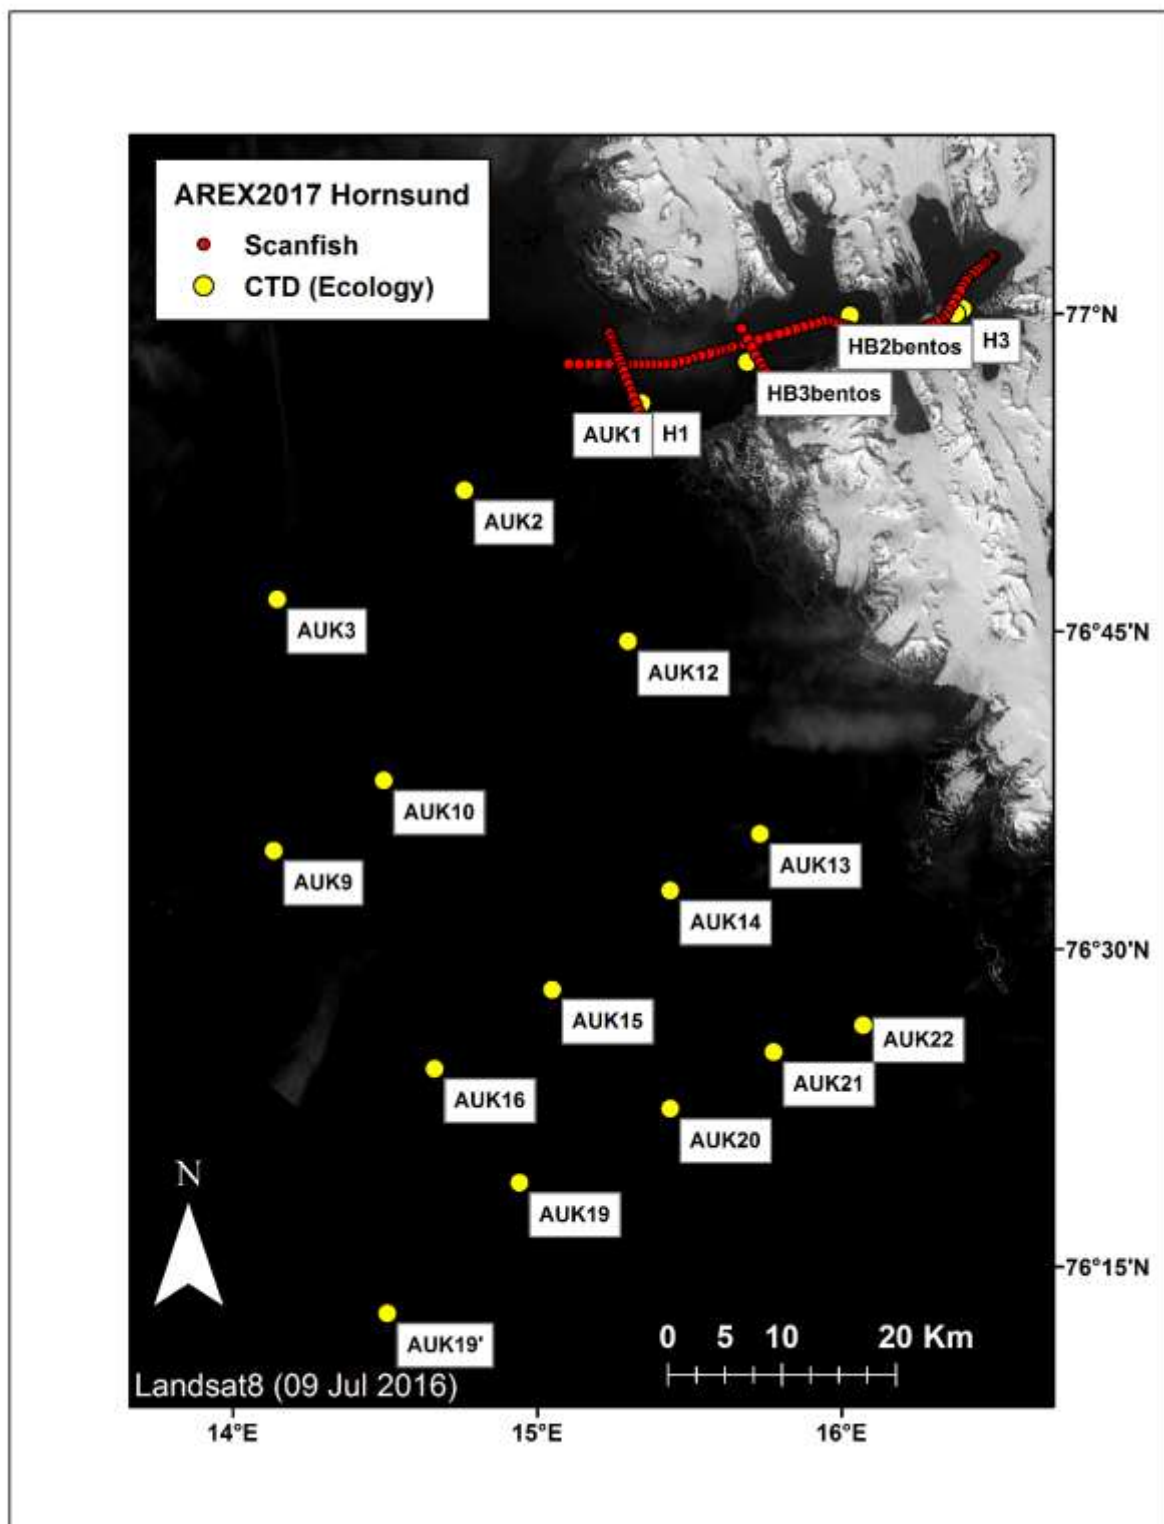 AREX2017 Hornsund
Scanfish
CTD (Ecology)
77°N
HB2bentos
H3
HB3bentos
AUK1
H1
AUK2
AUK3
76°45'N
AUK12
AUK10
AUK13
AUK9
AUK14
76°30'N
AUK15
AUK22
AUK21
AUK16
AUK20
N
AUK19
76°15'N
0 5 10 20 Km
AUK19'
Landsat8 (09 Jul 2016)
14°E
15°E
16°E